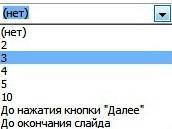 (нет)
(нет)
2
3
4
5
10
До нажатия кнопки "Далее"
До окончания слайда